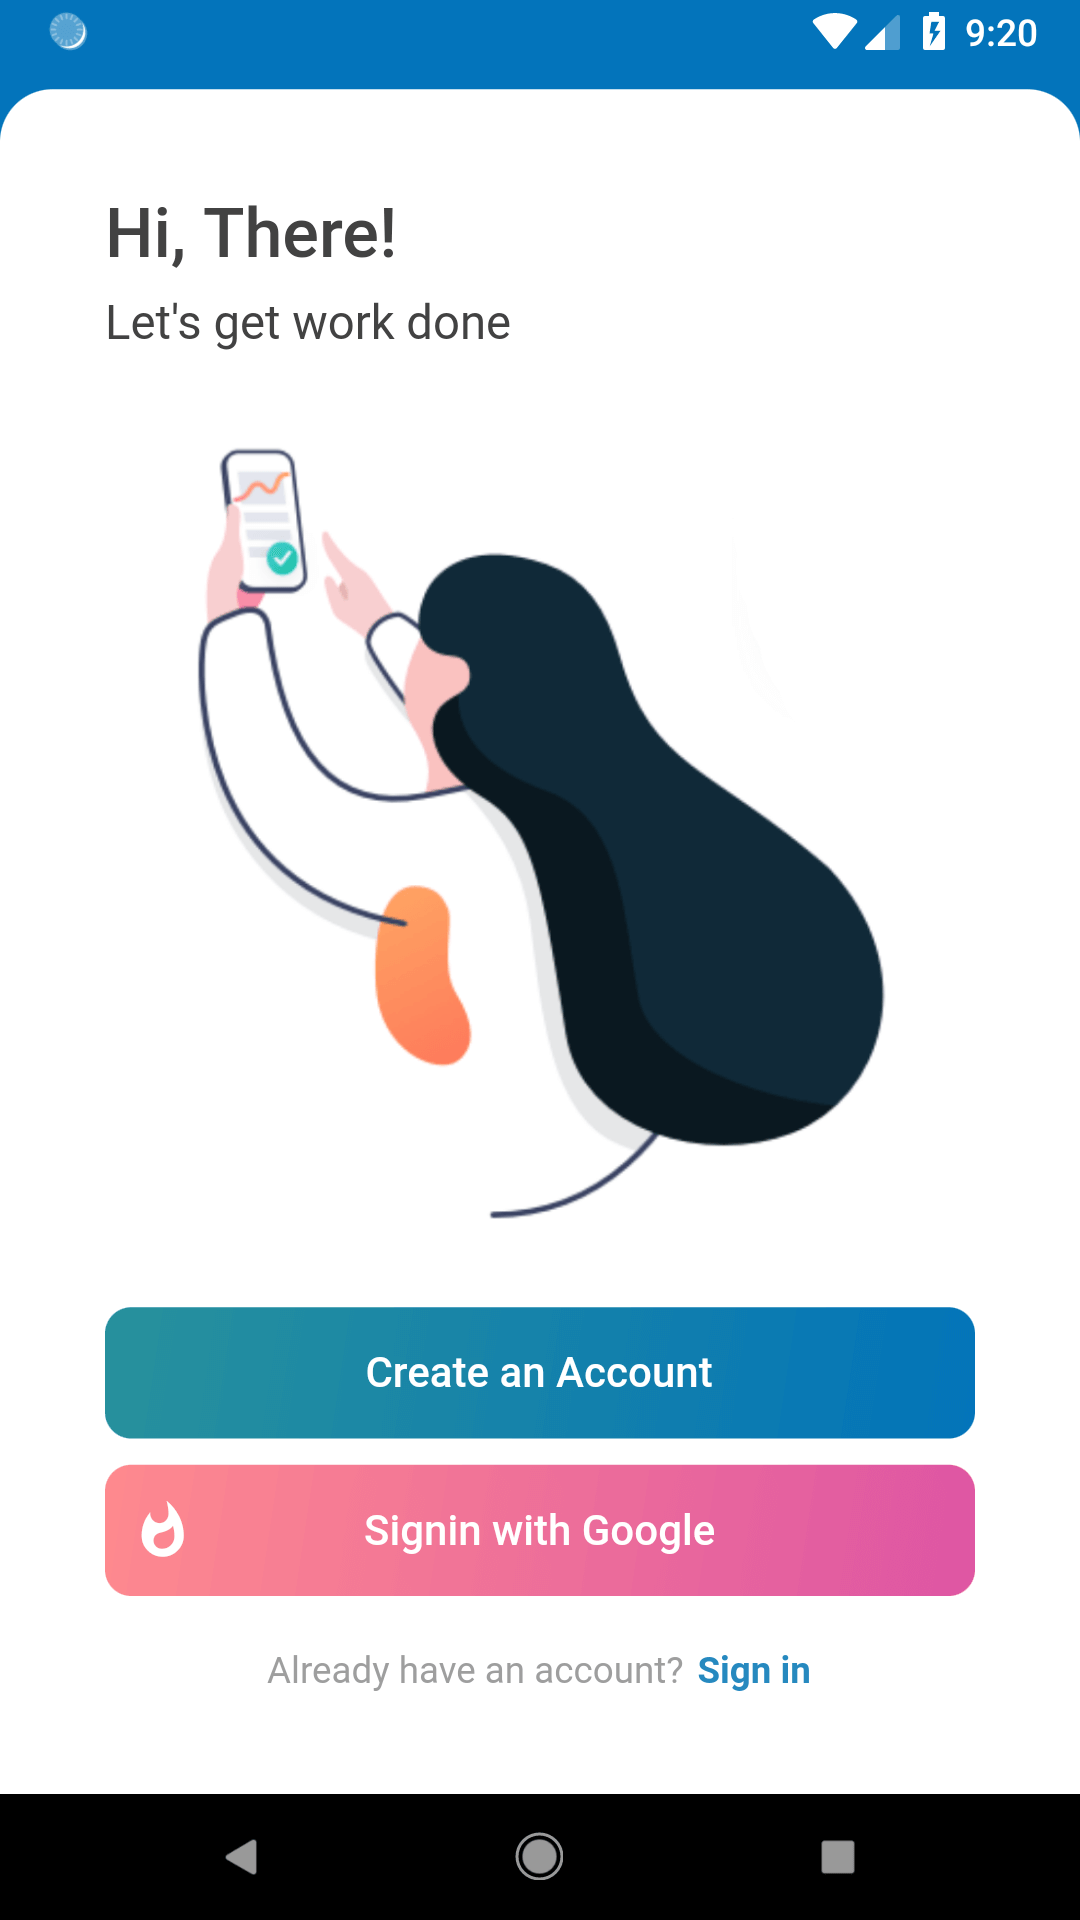 9:20
Hi, There!
Let's get work done
Create an Account
Signin with Google
Already have an account? Sign in